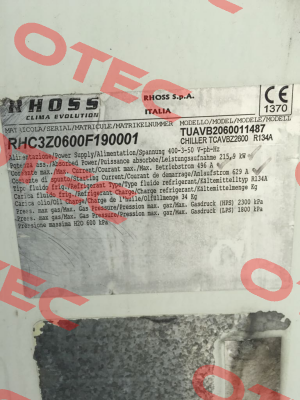 RHOSS
CLIMA EVOLUTION
RHOSS S.p.A.
ITALIA
CE
1370
MATRICOLA/SERIAL/MATRICULE/MATRIKELNUMMER
MODELLO/MODEL/MODELE/MODELL
RHC3Z0600F190001
TUAVB2060011487
CHILLER TCAVBZ2600 R134A
Alimentazione/Power Supply/Alimentation/Spannung 400-3-50 V-ph-Hz
Potenza ass./Absorbed Power/Puissance absorbée/Leistungsaufnahme 215,9 kW
Corrente max./Max. Current/Courant max./Max. Betriebstrom 496 A
Corrente di spunto/Starting Current/Courant de demarrage/Anlaufstrom 629 A
Tipo fluido frig./Refrigerant Type/Type fluide refrigerant/Kältemitteltyp R134A
Carica refrigerante/Refrigerant Charge/Charge refrigerant/Kältemittelmenge Kg
Carica olio/Oil Charge/Charge de l'huile/Ölfüllmenge Kg
Press. max gas/Max. Gas Pressure/Pression max. gaz/Max. Gasdruck (HPS) 2300 kPa
Press. max gas/Max. Gas Pressure/Pression max. gaz/Max. Gasdruck (LPS) 1600 kPa
Pressione massima H2O 600 kPa
OTEC